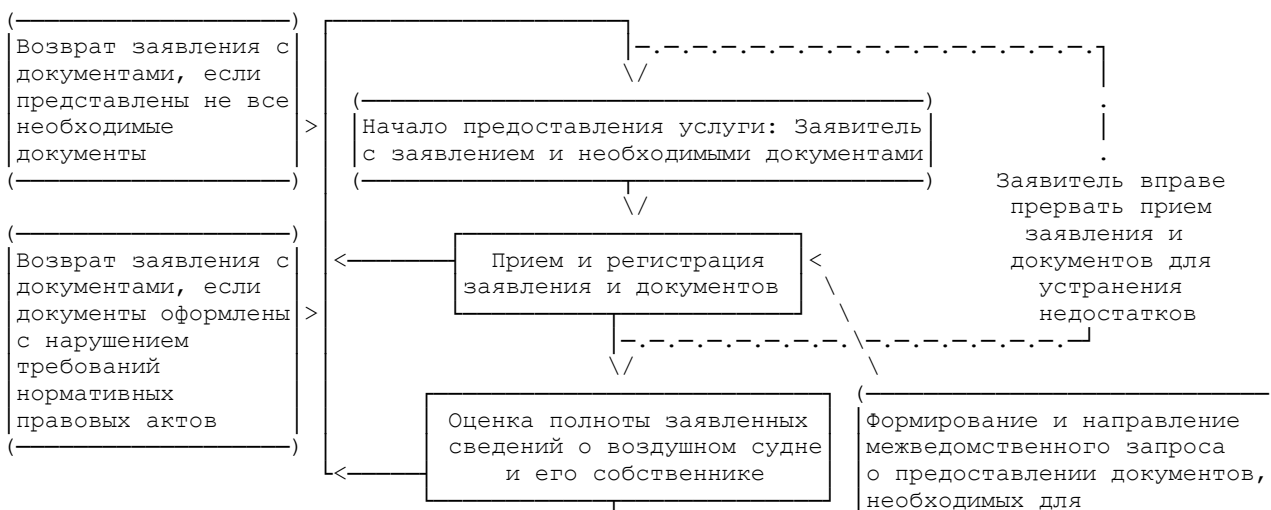 Возврат заявления с
документами, если
представлены не все
необходимые
документы
Начало предоставления услуги: Заявитель
с заявлением и необходимыми документами
Заявитель вправе
прервать прием
заявления и
документов для
устранения
недостатков
Возврат заявления с
документами, если
документы оформлены
с нарушением
требований
нормативных
правовых актов
Прием и регистрация
заявления и документов
Оценка полноты заявленных
сведений о воздушном судне
и его собственнике
Формирование и направление
межведомственного запроса
о предоставлении документов,
необходимых для